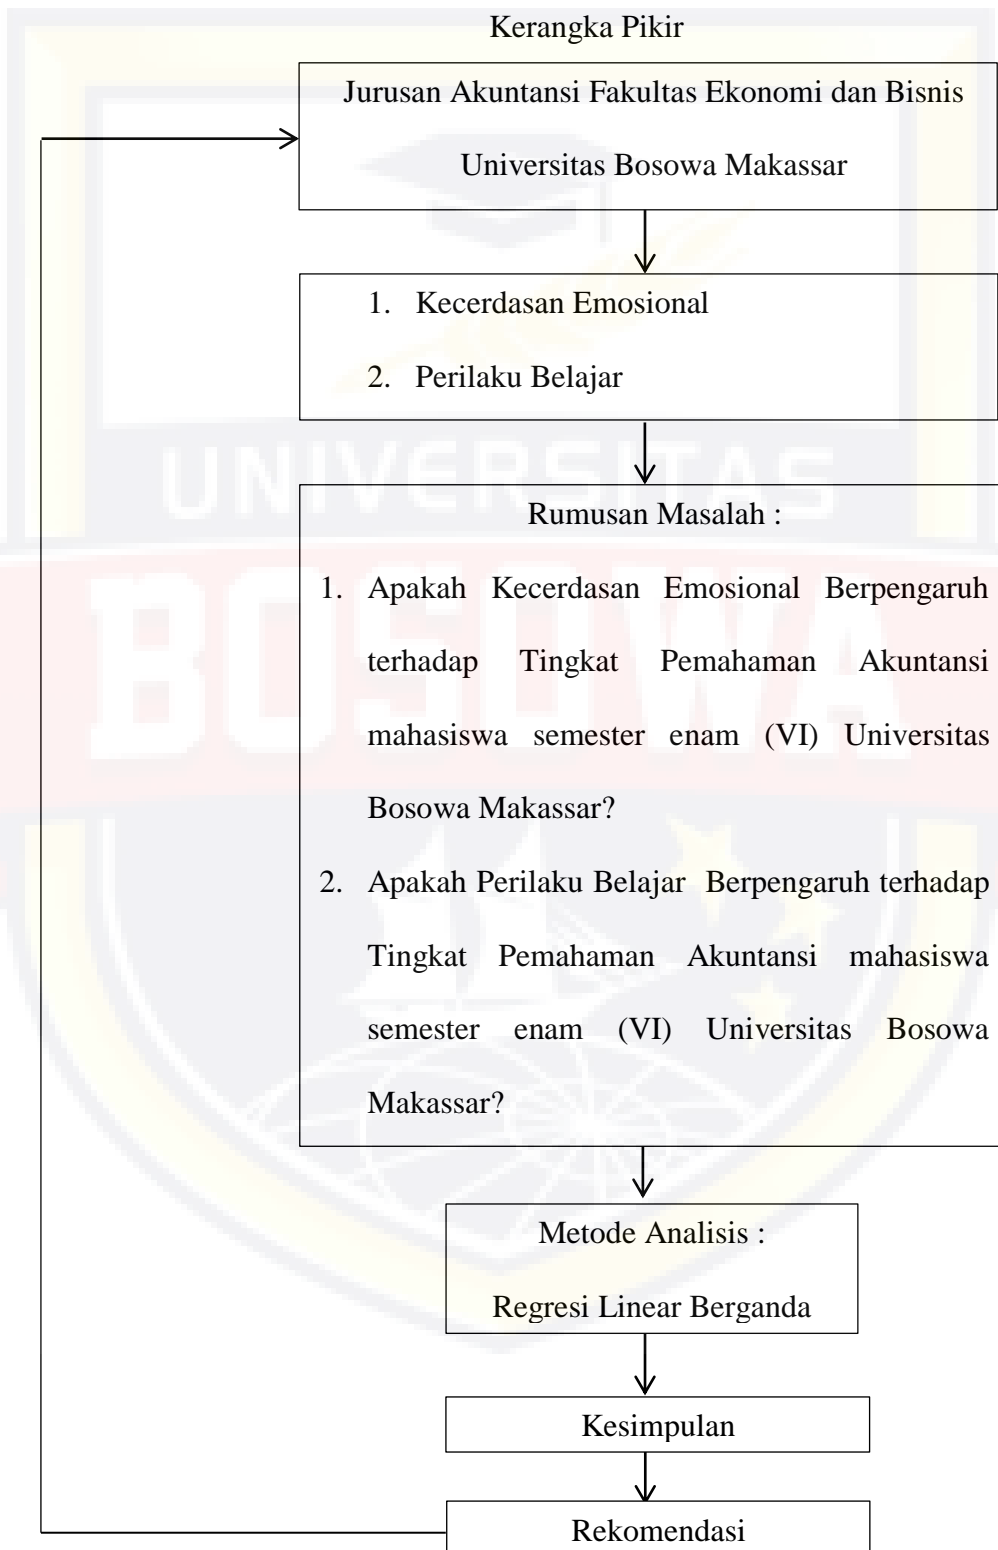 Kerangka Pikir
Jurusan Akuntansi Fakultas Ekonomi dan Bisnis
Universitas Bosowa Makassar
1. Kecerdasan Emosional
2. Perilaku Belajar
UNIVERSITAS
Rumusan Masalah :
1. Apakah Kecerdasan Emosional Berpengaruh
terhadap Tingkat Pemahaman Akuntansi
mahasiswa semester enam (VI) Universitas
Bosowa Makassar?
BOSOWA
2. Apakah Perilaku Belajar Berpengaruh terhadap
Tingkat Pemahaman Akuntansi mahasiswa
semester enam (VI) Universitas Bosowa
Makassar?
Metode Analisis :
Regresi Linear Berganda
Kesimpulan
Rekomendasi